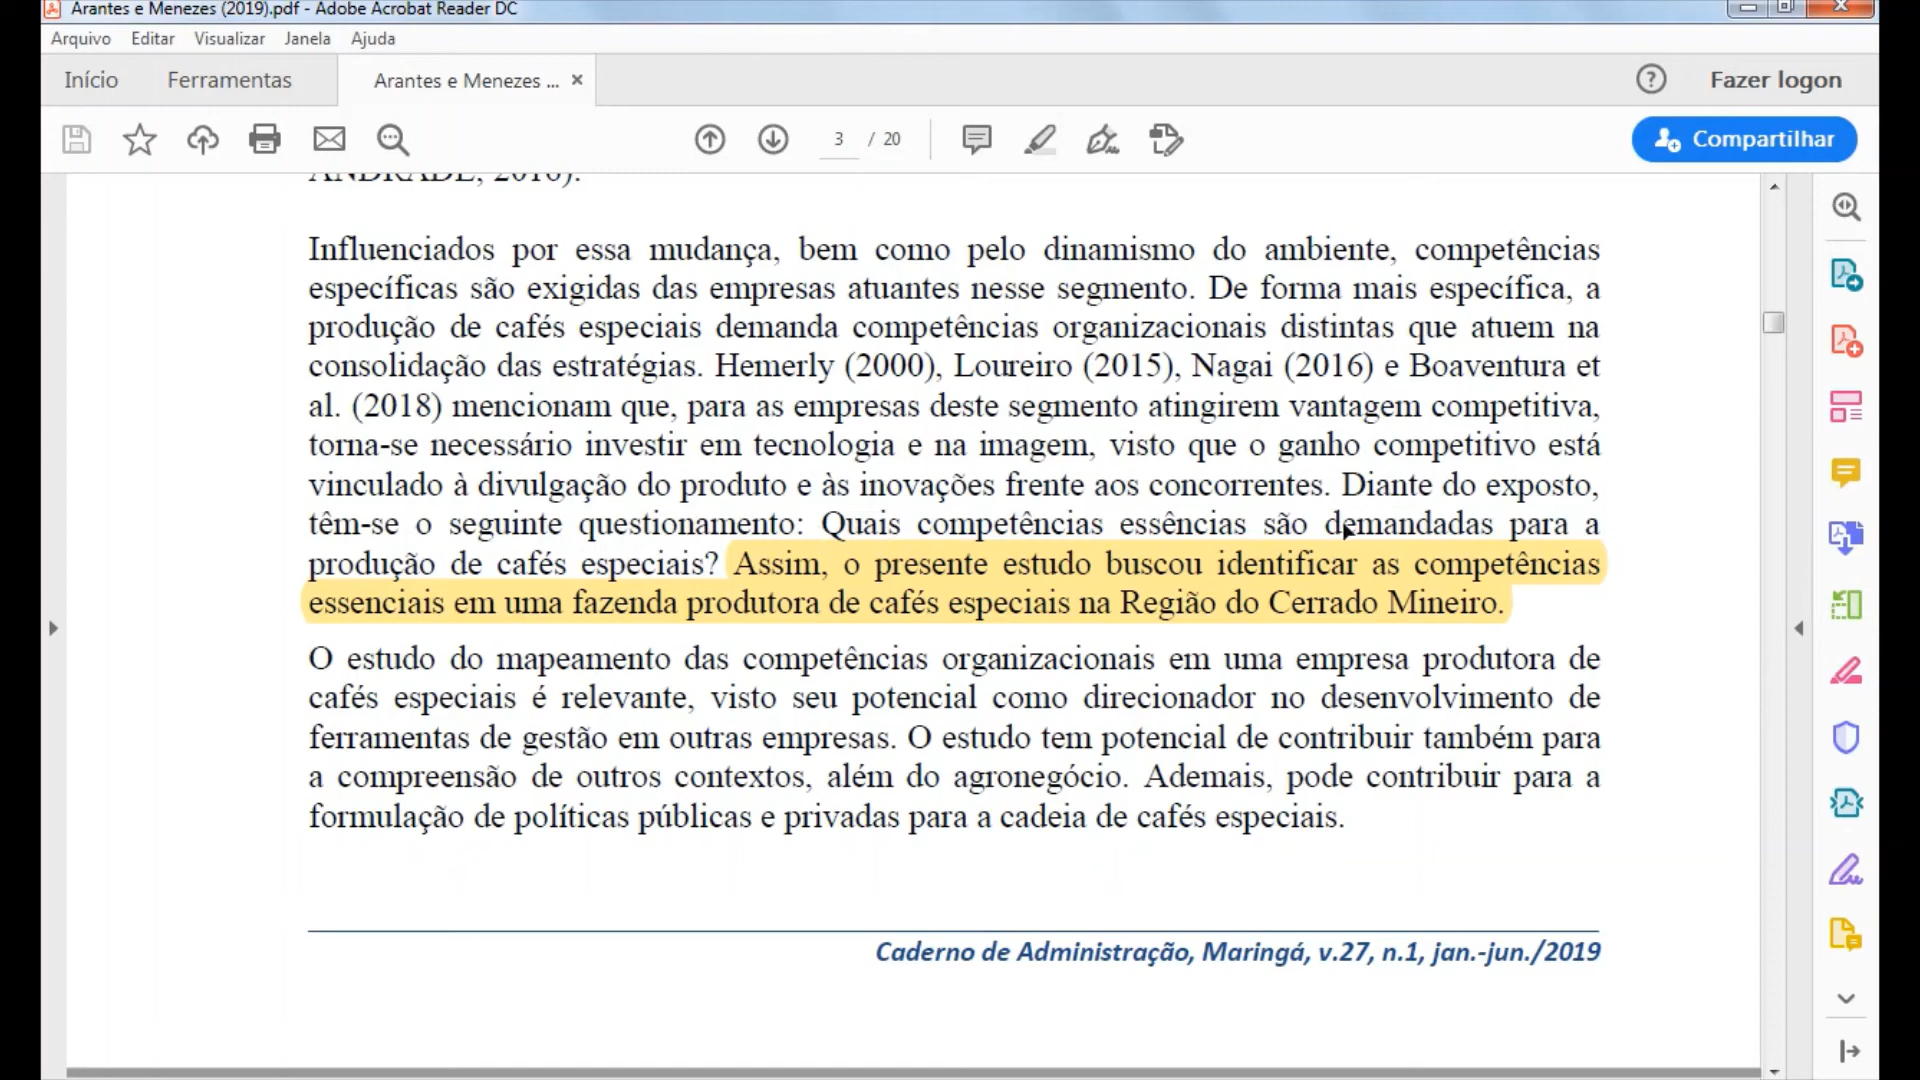 Arantes e Menezes (2019).pdf - Adobe Acrobat Reader DC
Arquivo Editar Visualizar Janela Ajuda
Início Ferramentas Arantes e Menezes ... Fazer logon
3 / 20 Compartilhar
ANDRADE, 2016).
Influenciados por essa mudança, bem como pelo dinamismo do ambiente, competências
específicas são exigidas das empresas atuantes nesse segmento. De forma mais específica, a
produção de cafés especiais demanda competências organizacionais distintas que atuem na
consolidação das estratégias. Hemerly (2000), Loureiro (2015), Nagai (2016) e Boaventura et
al. (2018) mencionam que, para as empresas deste segmento atingirem vantagem competitiva,
torna-se necessário investir em tecnologia e na imagem, visto que o ganho competitivo está
vinculado à divulgação do produto e às inovações frente aos concorrentes. Diante do exposto,
têm-se o seguinte questionamento: Quais competências essências são demandadas para a
produção de cafés especiais? Assim, o presente estudo buscou identificar as competências
essenciais em uma fazenda produtora de cafés especiais na Região do Cerrado Mineiro.
O estudo do mapeamento das competências organizacionais em uma empresa produtora de
cafés especiais é relevante, visto seu potencial como direcionador no desenvolvimento de
ferramentas de gestão em outras empresas. O estudo tem potencial de contribuir também para
a compreensão de outros contextos, além do agronegócio. Ademais, pode contribuir para a
formulação de políticas públicas e privadas para a cadeia de cafés especiais.
Caderno de Administração, Maringá, v.27, n.1, jan.-jun./2019